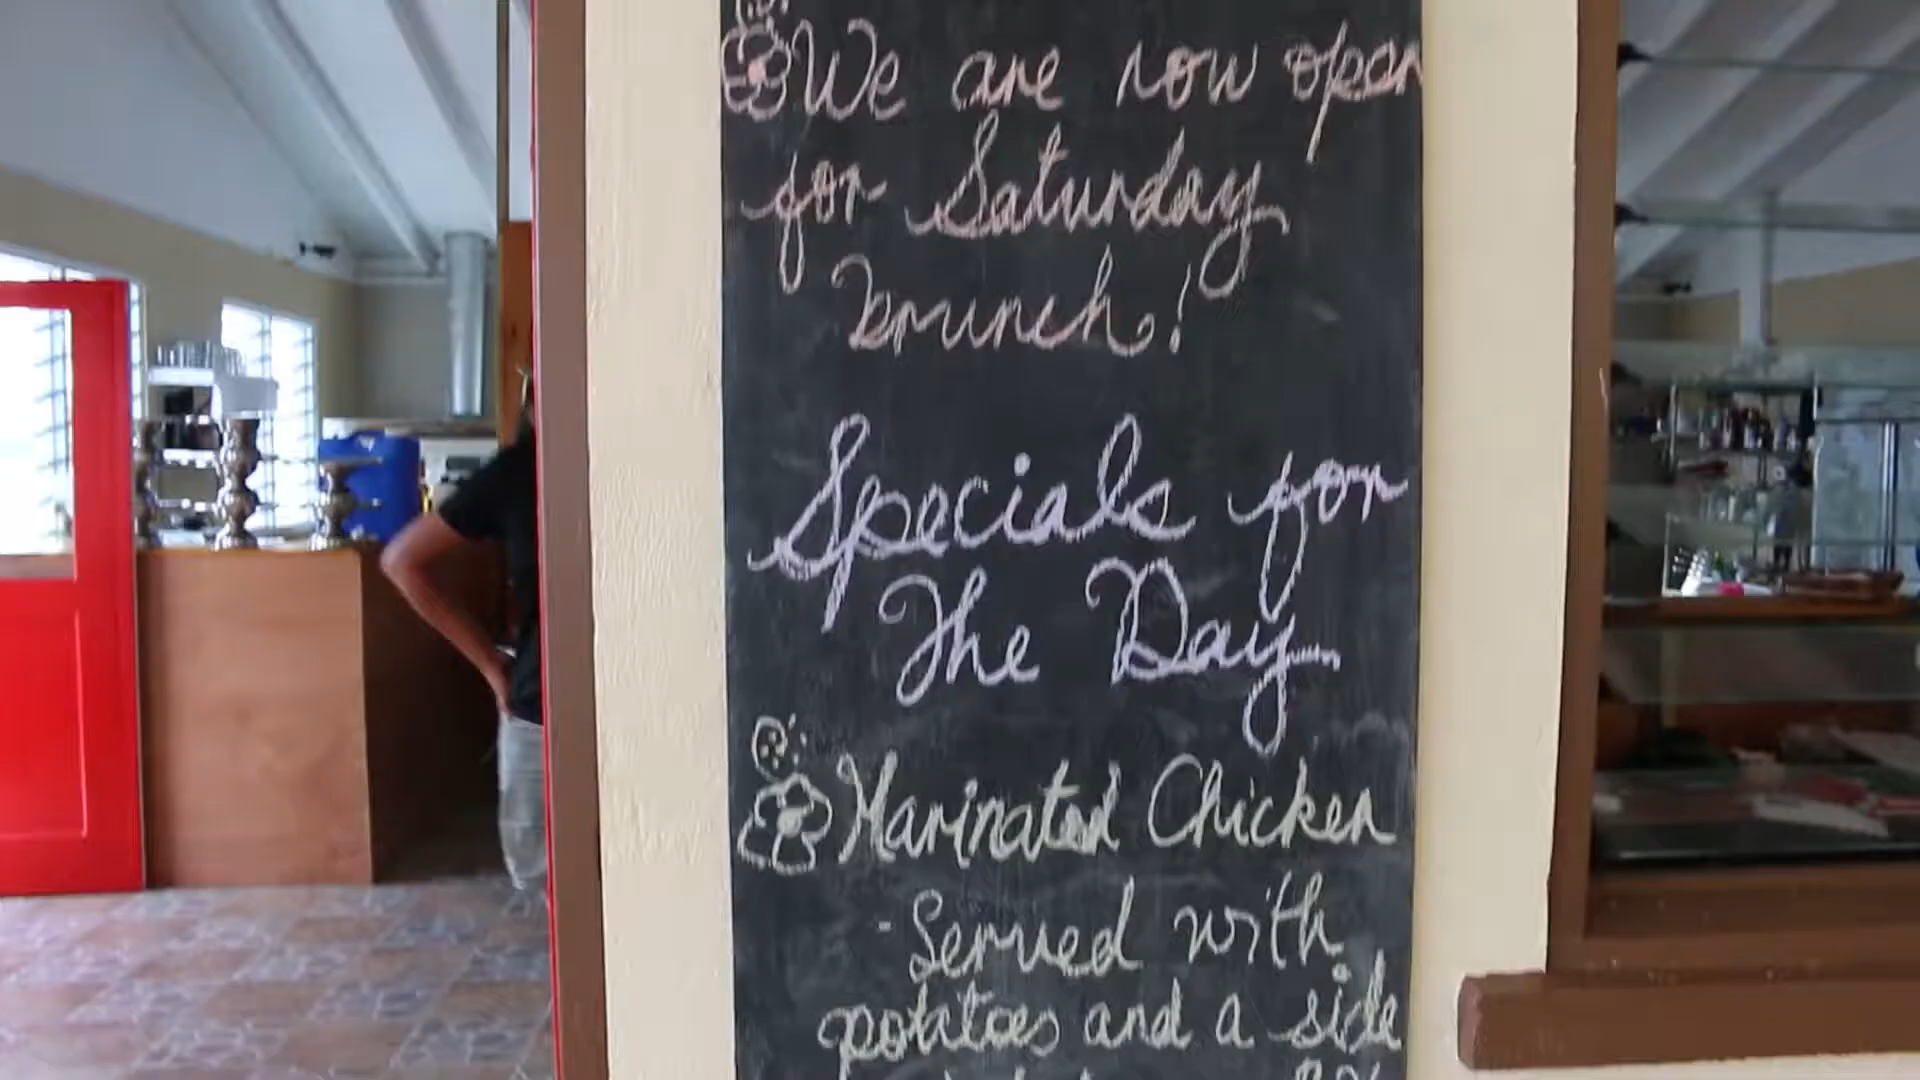 We are now open
for Saturday
brunch!
Specials for
The Day
Marinated Chicken
- Served with
potatoes and a side